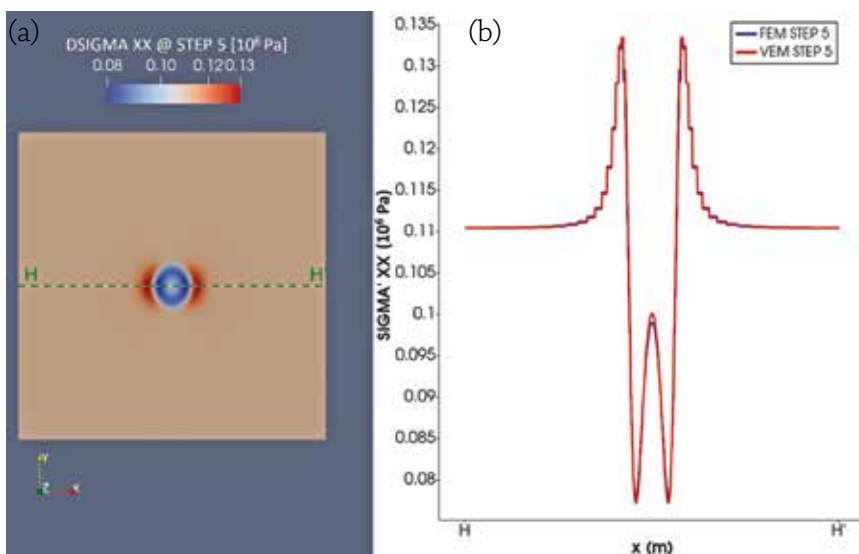 (a)
DSIGMA XX @ STEP 5 [10⁶ Pa]
0.08 0.10 0.12 0.13
H H'
Y
Z X
(b)
FEM STEP 5
VEM STEP 5
SIGMA' XX (10⁶ Pa)
0.135
0.13
0.125
0.12
0.115
0.11
0.105
0.1
0.095
0.09
0.085
0.08
H H'
x (m)